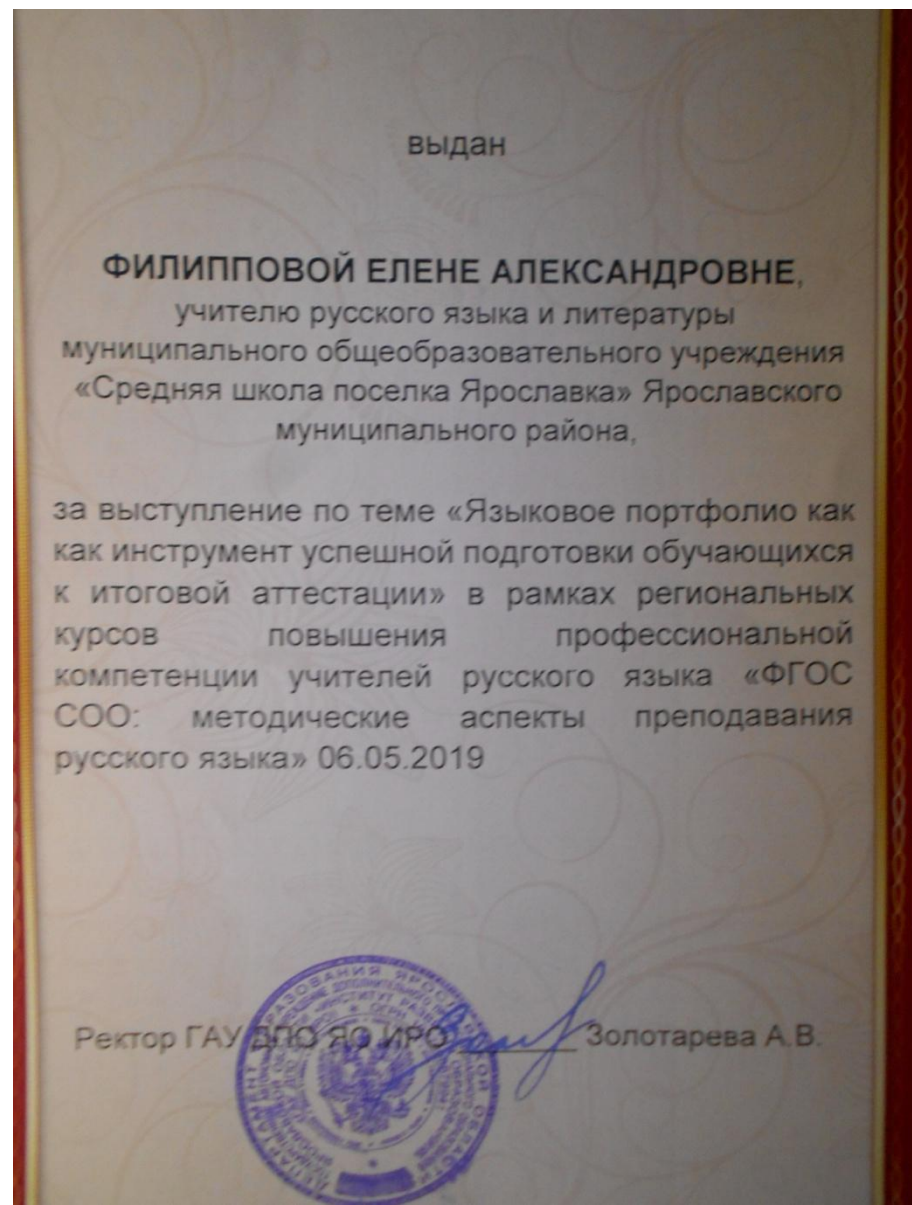 выдан
ФИЛИППОВОЙ ЕЛЕНЕ АЛЕКСАНДРОВНЕ,
учителю русского языка и литературы
муниципального общеобразовательного учреждения
«Средняя школа поселка Ярославка» Ярославского
муниципального района,
за выступление по теме «Языковое портфолио как
как инструмент успешной подготовки обучающихся
к итоговой аттестации» в рамках региональных
курсов повышения профессиональной
компетенции учителей русского языка «ФГОС
СОО: методические аспекты преподавания
русского языка» 06.05.2019
Ректор ГАУ ДПО ЯО ИРО Золотарева А.В.